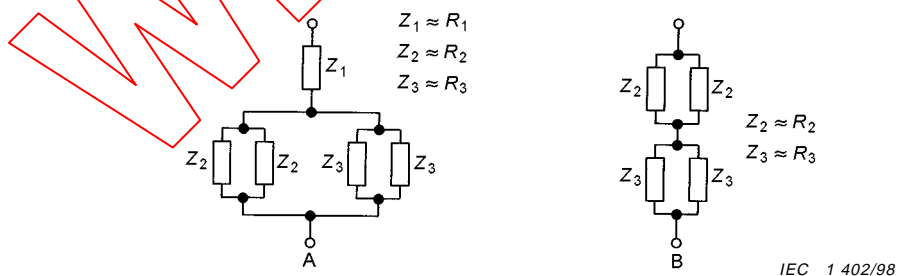 Z1 ≈ R1
Z2 ≈ R2
Z3 ≈ R3
Z1
Z2 Z2 Z3 Z3
A
Z2 Z2
Z2 ≈ R2
Z3 ≈ R3
Z3 Z3
B
IEC 1 402/98